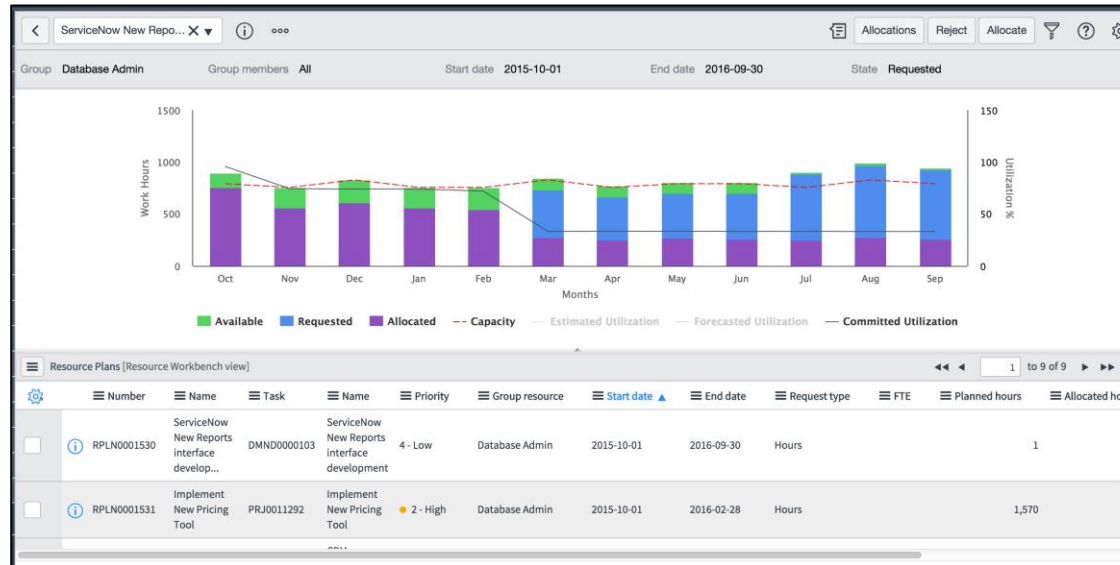 ServiceNow New Repo... Allocations Reject Allocate
Group Database Admin Group members All Start date 2015-10-01 End date 2016-09-30 State Requested
1500 150
1000 100
500 50
0 0
Work Hours
Utilization %
Oct Nov Dec Jan Feb Mar Apr May Jun Jul Aug Sep
Months
Available Requested Allocated Capacity Estimated Utilization Forecasted Utilization Committed Utilization
Resource Plans [Resource Workbench view] 1 to 9 of 9
Number Name Task Name Priority Group resource Start date End date Request type FTE Planned hours Allocated ho
ServiceNow ServiceNow
New Reports New Reports
RPLN0001530 interface DMND0000103 interface 4 - Low Database Admin 2015-10-01 2016-09-30 Hours 1
develop... development
Implement Implement
RPLN0001531 New Pricing PRJ0011292 New Pricing 2 - High Database Admin 2015-10-01 2016-02-28 Hours 1,570
Tool Tool